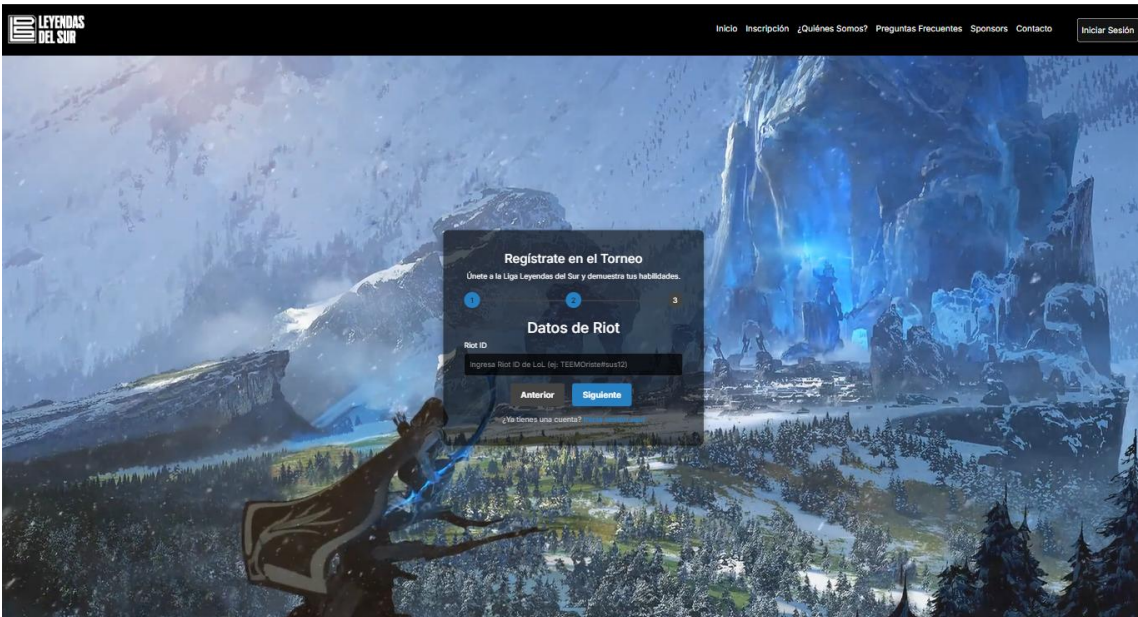 LEYENDAS
DEL SUR
Inicio Inscripción ¿Quiénes Somos? Preguntas Frecuentes Sponsors Contacto Iniciar Sesión
Regístrate en el Torneo
Únete a la Liga Leyendas del Sur y demuestra tus habilidades.
1 2 3
Datos de Riot
Riot ID
Ingresa Riot ID de LoL (ej: TEEMOriste#sus12)
Anterior Siguiente
¿Ya tienes una cuenta?